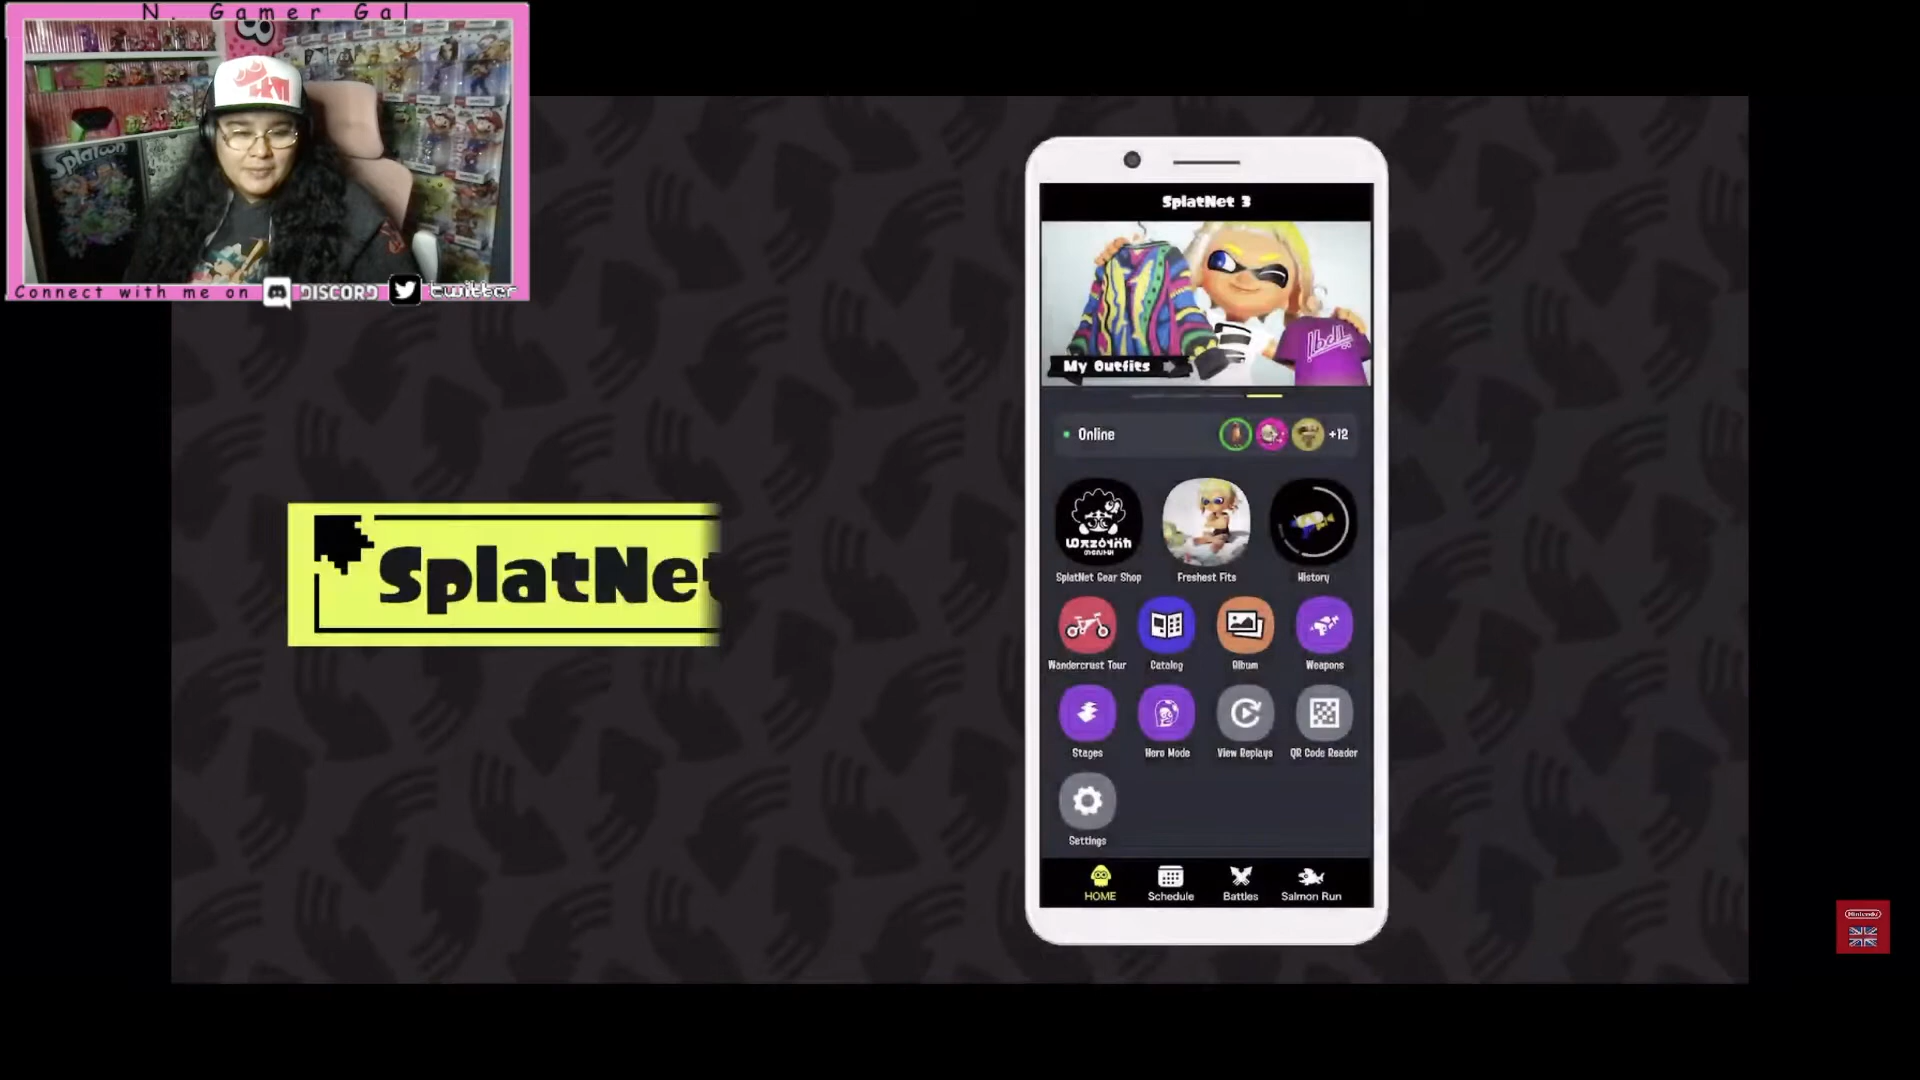 N. Gamer Gal
Splatoon
Connect with me on DISCORD twitter
SplatNet
SplatNet 3
My Outfits
Online
+12
SplatNet Gear Shop
Freshest Fits
History
Wandercrust Tour
Catalog
Album
Weapons
Stages
Hero Mode
View Replays
QR Code Reader
Settings
HOME
Schedule
Battles
Salmon Run
Nintendo